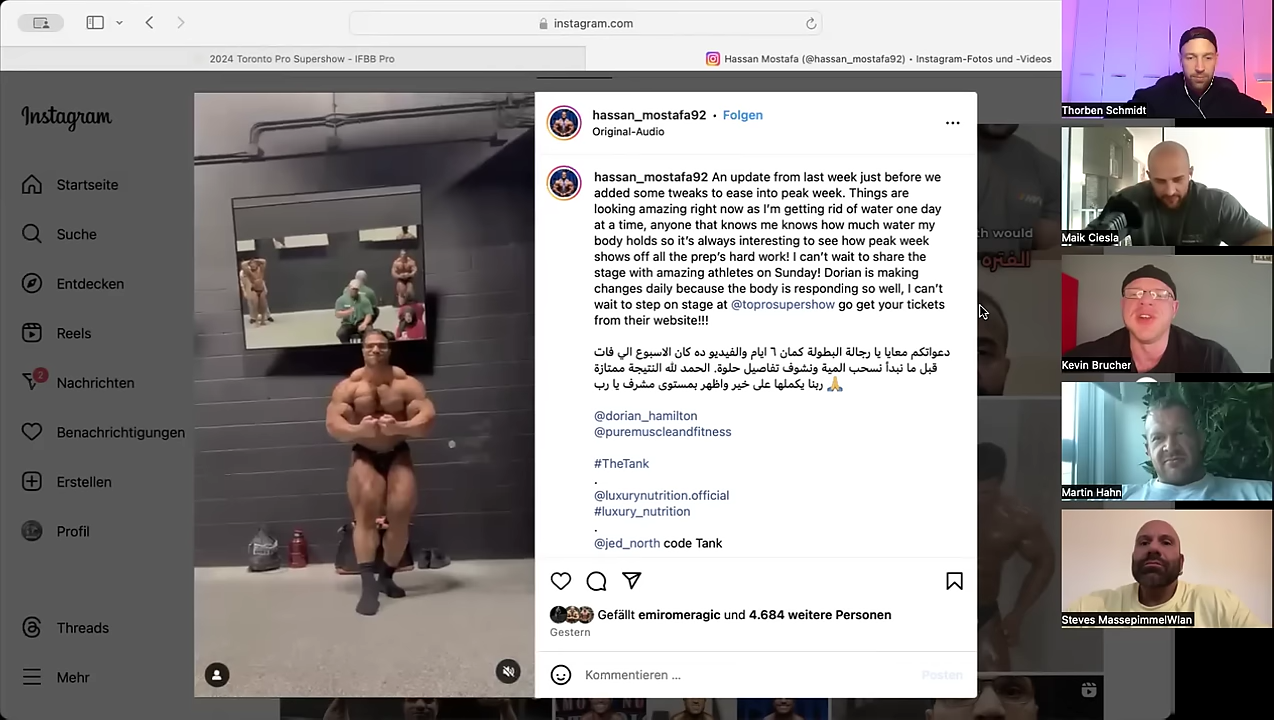 instagram.com
2024 Toronto Pro Supershow - IFBB Pro
Hassan Mostafa (@hassan_mostafa92) • Instagram-Fotos und -Videos
Instagram
Startseite
Suche
Entdecken
Reels
2
Nachrichten
Benachrichtigungen
Erstellen
Profil
Threads
Mehr
hassan_mostafa92 • Folgen
Original-Audio
hassan_mostafa92 An update from last week just before we
added some tweaks to ease into peak week. Things are
looking amazing right now as I’m getting rid of water one day
at a time, anyone that knows me knows how much water my
body holds so it’s always interesting to see how peak week
shows off all the prep’s hard work! I can’t wait to share the
stage with amazing athletes on Sunday! Dorian is making
changes daily because the body is responding so well, I can’t
wait to step on stage at @toprosupershow go get your tickets
from their website!!!
دعواتكم معايا يا رجالة البطولة كمان ٦ ايام والفيديو ده كان الاسبوع الي فات
قبل ما نبدأ نسحب المية ونشوف تفاصيل حلوة. الحمد لله النتيجة ممتازة
ربنا يكملها على خير واظهر بمستوى مشرف يا رب 🙏
@dorian_hamilton
@puremuscleandfitness
#TheTank
.
@luxurynutrition.official
#luxury_nutrition
.
@jed_north code Tank
Gefällt emiromeragic und 4.684 weitere Personen
Gestern
Kommentieren ...
Posten
th would
الفترة
Thorben Schmidt
Maik Ciesla
Kevin Brucher
Martin Hahn
Steves MassepimmelWlan